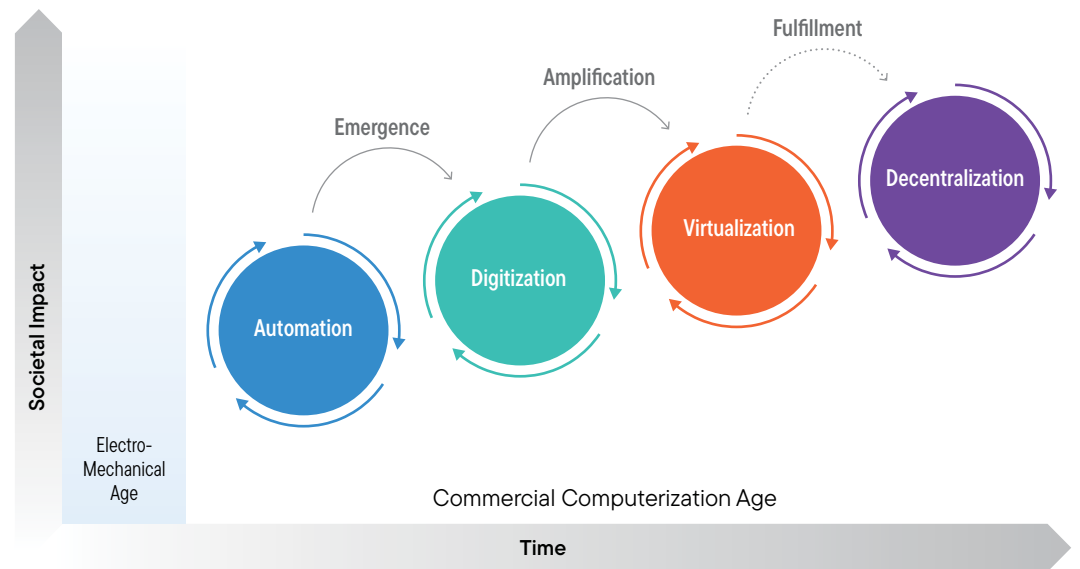 Fulfillment
Amplification
Emergence
Decentralization
Virtualization
Digitization
Automation
Societal Impact
Electro-
Mechanical
Age
Commercial Computerization Age
Time